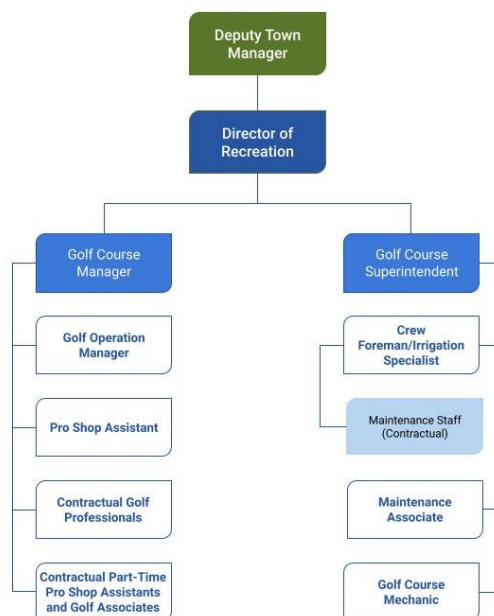 Deputy Town
Manager
Director of
Recreation
Golf Course
Manager
Golf Course
Superintendent
Golf Operation
Manager
Crew
Foreman/Irrigation
Specialist
Pro Shop Assistant
Maintenance Staff
(Contractual)
Contractual Golf
Professionals
Maintenance
Associate
Contractual Part-Time
Pro Shop Assistants
and Golf Associates
Golf Course
Mechanic